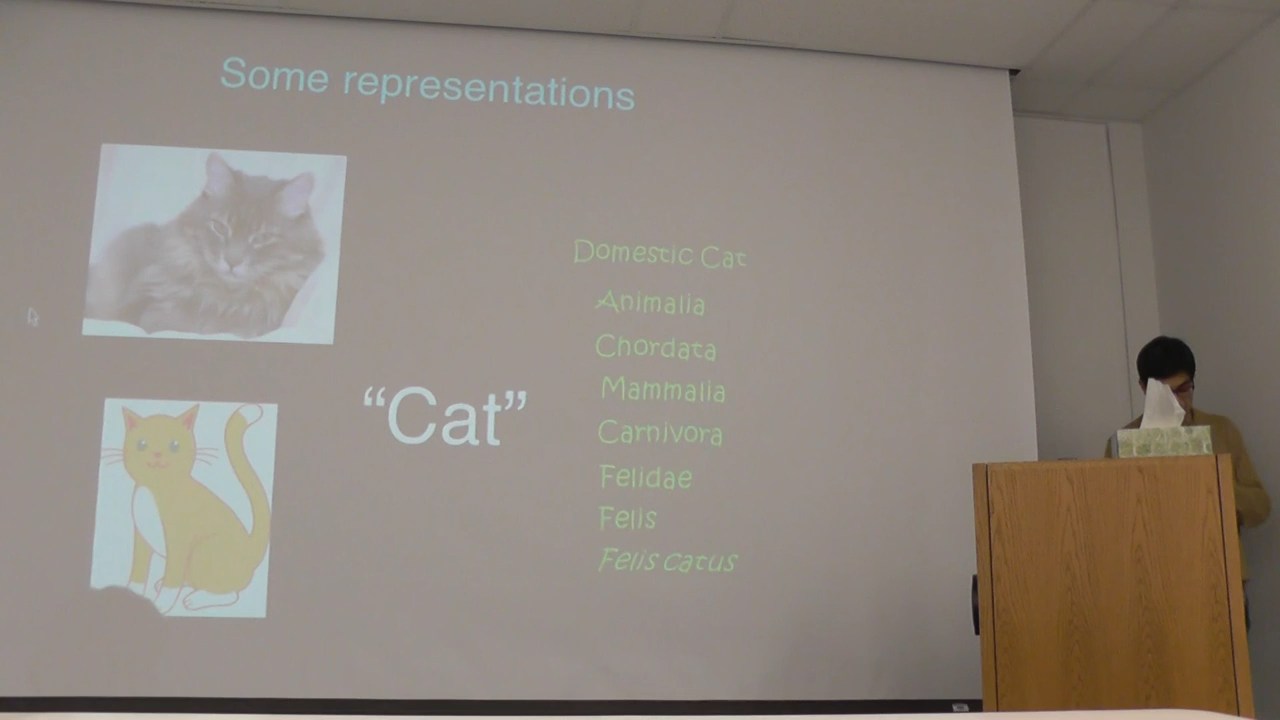 Some representations
“Cat”
Domestic Cat
Animalia
Chordata
Mammalia
Carnivora
Felidae
Felis
Felis catus